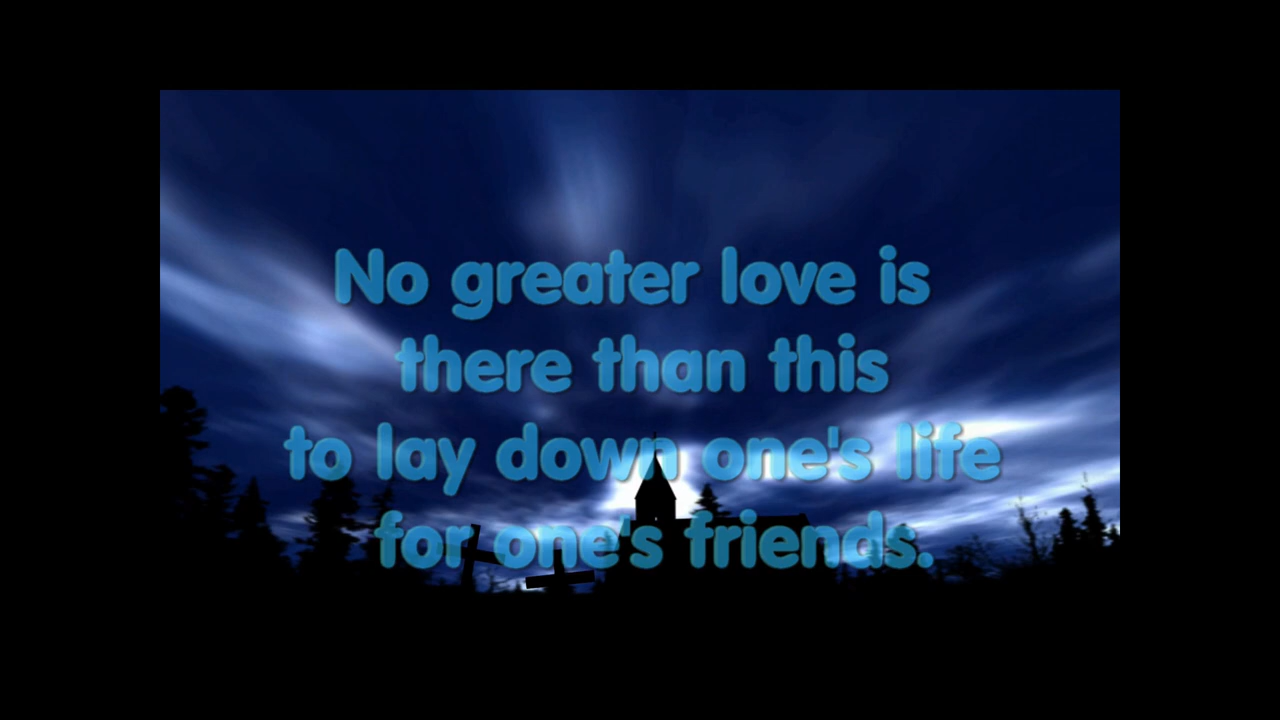 No greater love is
there than this
to lay down one's life
for one's friends.